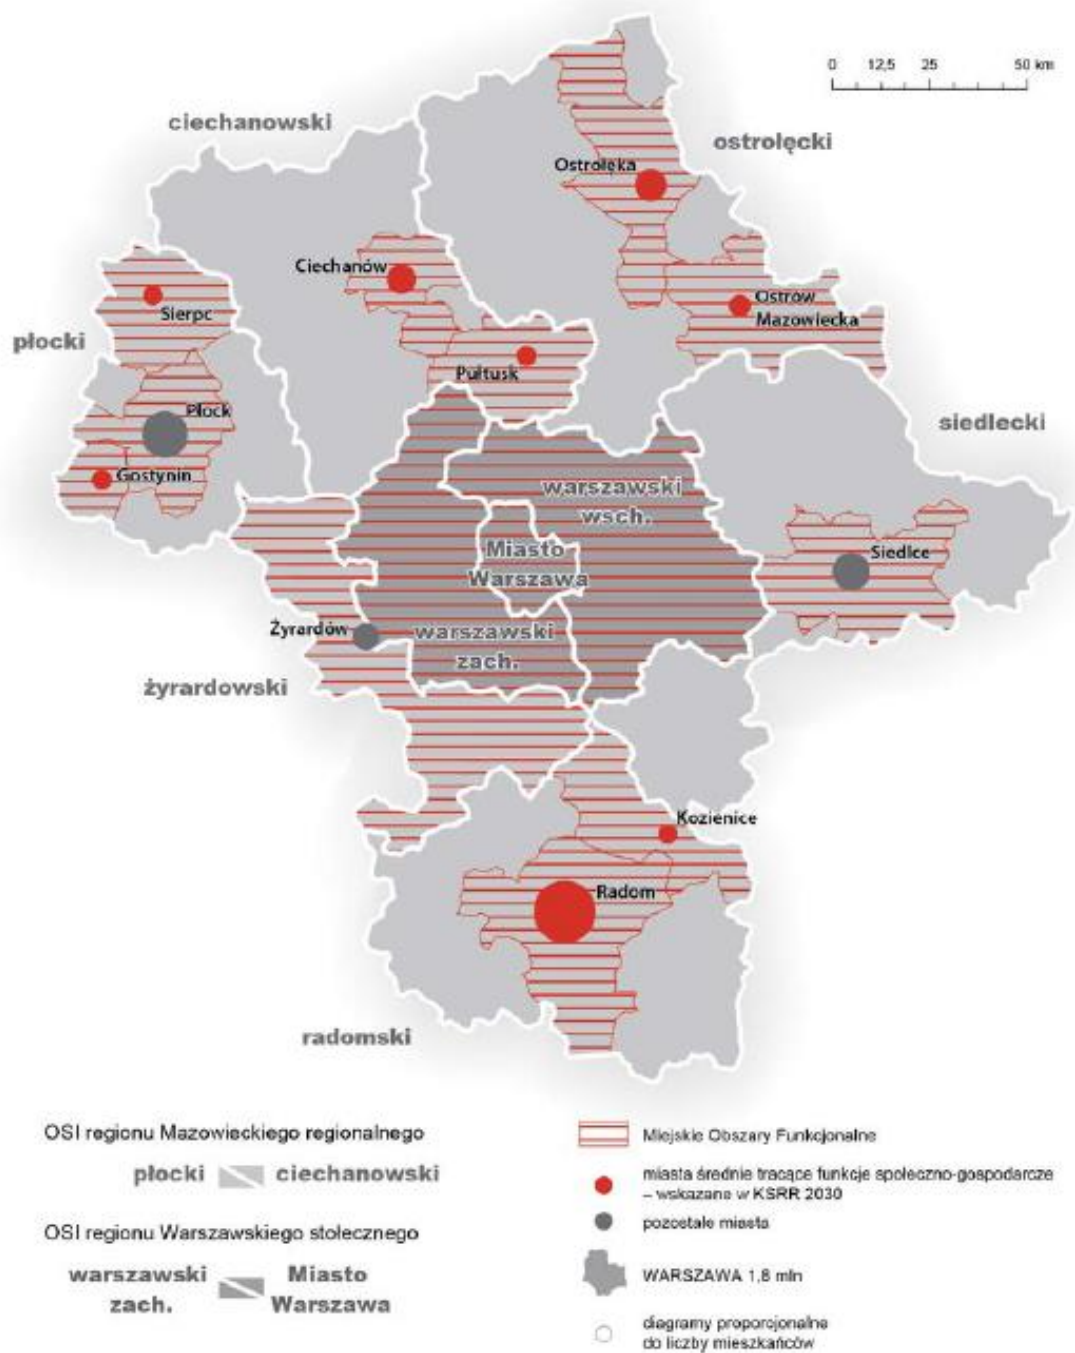 0 12,5 25 50 km
ciechanowski
ostrołęcki
Ostrołęka
Ciechanów
Sierpc
Ostrów
Mazowiecka
płocki
Pułtusk
Płock
siedlecki
Gostynin
warszawski
wsch.
Miasto
Warszawa
Siedlce
Żyrardów
warszawski
zach.
żyrardowski
Kozienice
Radom
radomski
OSI regionu Mazowieckiego regionalnego
płocki ciechanowski
OSI regionu Warszawskiego stołecznego
warszawski
zach.
Miasto
Warszawa
Miejskie Obszary Funkcjonalne
miasta średnie tracące funkcje społeczno-gospodarcze
– wskazane w KSRR 2030
pozostałe miasta
WARSZAWA 1,8 mln
diagramy proporcjonalne
do liczby mieszkańców